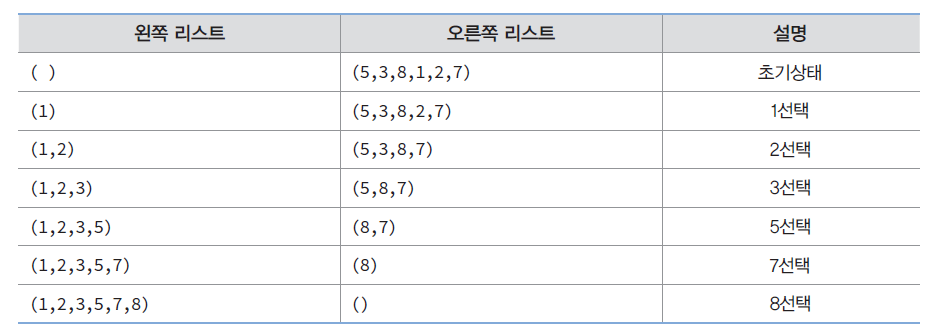 왼쪽 리스트 오른쪽 리스트 설명
( ) (5,3,8,1,2,7) 초기상태
(1) (5,3,8,2,7) 1선택
(1,2) (5,3,8,7) 2선택
(1,2,3) (5,8,7) 3선택
(1,2,3,5) (8,7) 5선택
(1,2,3,5,7) (8) 7선택
(1,2,3,5,7,8) () 8선택